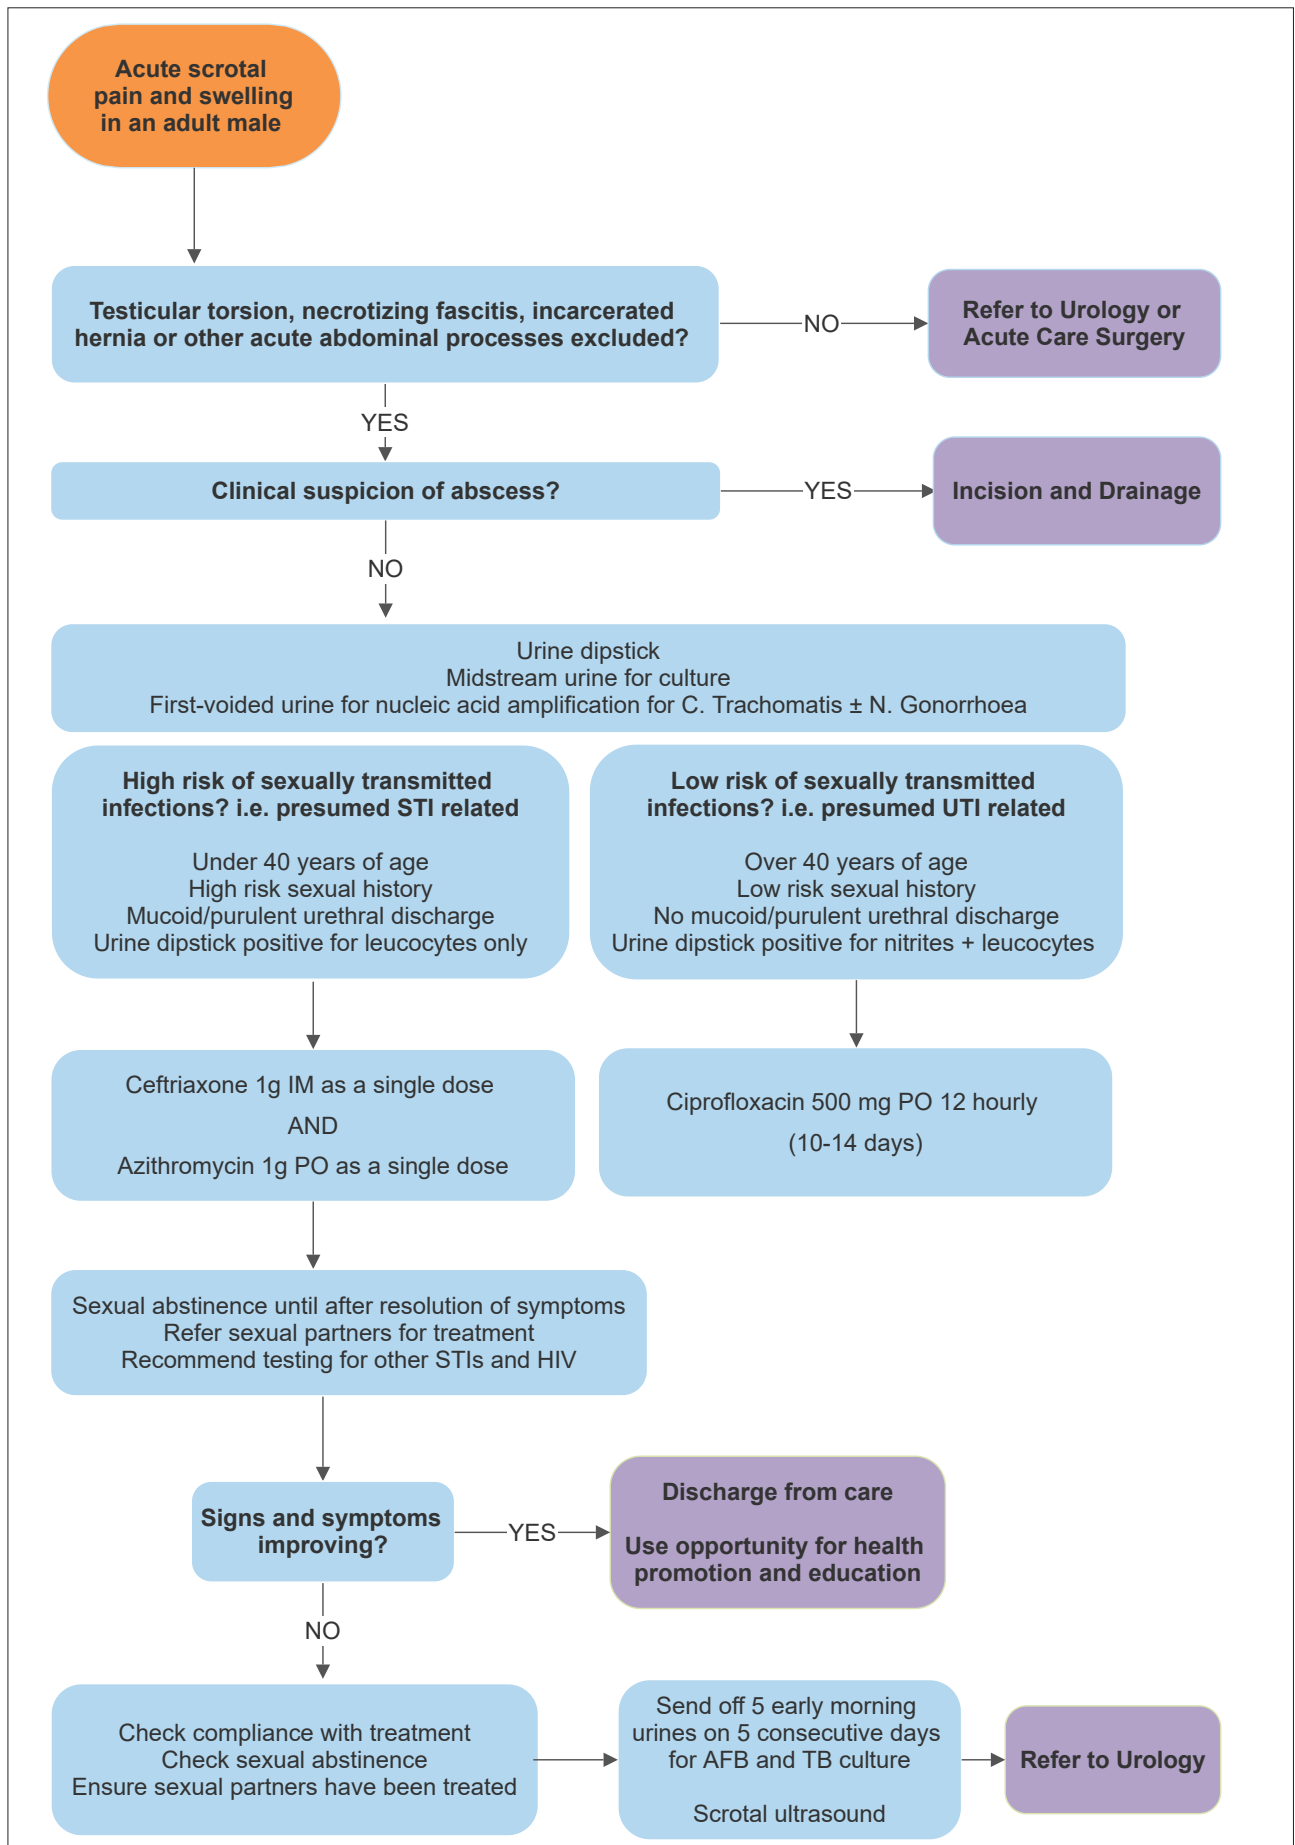 Acute scrotal
pain and swelling
in an adult male
Testicular torsion, necrotizing fascitis, incarcerated
hernia or other acute abdominal processes excluded?
NO
Refer to Urology or
Acute Care Surgery
YES
Clinical suspicion of abscess?
YES
Incision and Drainage
NO
Urine dipstick
Midstream urine for culture
First-voided urine for nucleic acid amplification for C. Trachomatis ± N. Gonorrhoea
High risk of sexually transmitted
infections? i.e. presumed STI related
Under 40 years of age
High risk sexual history
Mucoid/purulent urethral discharge
Urine dipstick positive for leucocytes only
Low risk of sexually transmitted
infections? i.e. presumed UTI related
Over 40 years of age
Low risk sexual history
No mucoid/purulent urethral discharge
Urine dipstick positive for nitrites + leucocytes
Ceftriaxone 1g IM as a single dose
AND
Azithromycin 1g PO as a single dose
Ciprofloxacin 500 mg PO 12 hourly
(10-14 days)
Sexual abstinence until after resolution of symptoms
Refer sexual partners for treatment
Recommend testing for other STIs and HIV
Signs and symptoms
improving?
YES
Discharge from care
Use opportunity for health
promotion and education
NO
Check compliance with treatment
Check sexual abstinence
Ensure sexual partners have been treated
Send off 5 early morning
urines on 5 consecutive days
for AFB and TB culture
Scrotal ultrasound
Refer to Urology